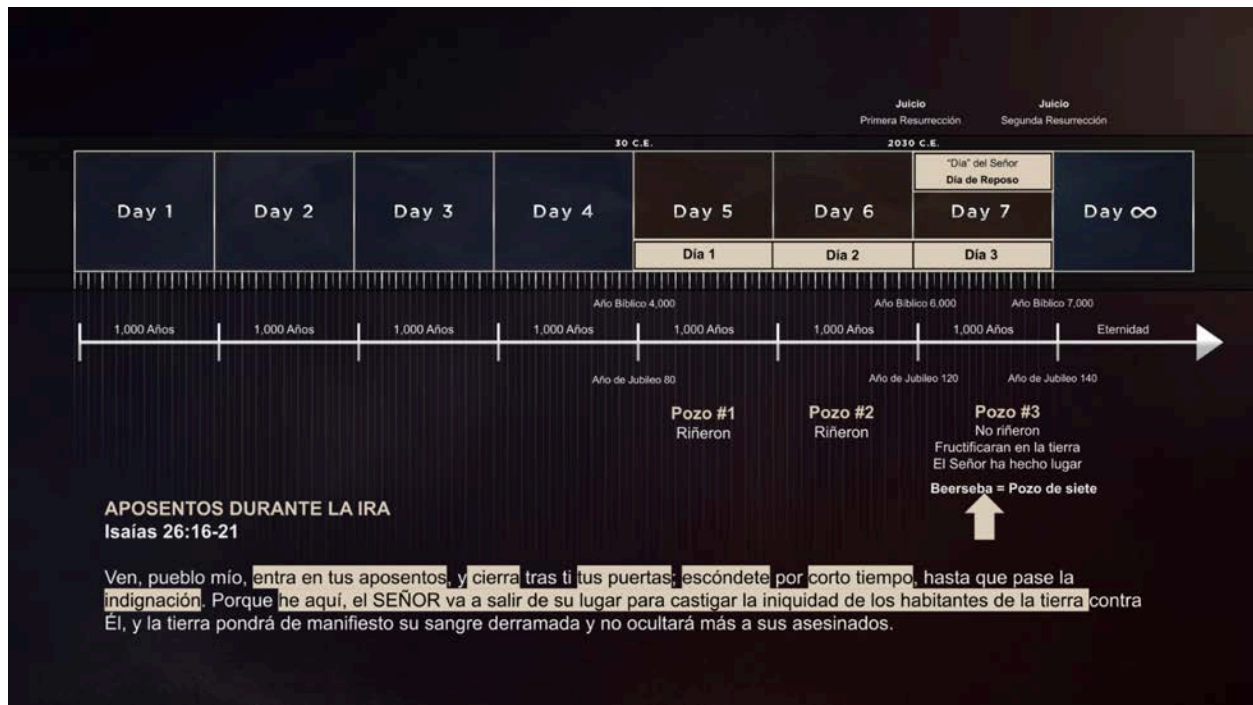 Juicio
Primera Resurrección
Juicio
Segunda Resurrección
30 C.E.
2030 C.E.
Day 1
Day 2
Day 3
Day 4
Day 5
Day 6
"Día" del Señor
Día de Reposo
Day 7
Day ∞
Día 1
Día 2
Día 3
Año Bíblico 4,000
Año Bíblico 6,000
Año Bíblico 7,000
1,000 Años
1,000 Años
1,000 Años
1,000 Años
1,000 Años
1,000 Años
1,000 Años
Eternidad
Año de Jubileo 80
Año de Jubileo 120
Año de Jubileo 140
Pozo #1
Riñeron
Pozo #2
Riñeron
Pozo #3
No riñeron
Fructificaran en la tierra
El Señor ha hecho lugar
Beerseba = Pozo de siete
APOSENTOS DURANTE LA IRA
Isaías 26:16-21
Ven, pueblo mío, entra en tus aposentos, y cierra tras ti tus puertas; escóndete por corto tiempo, hasta que pase la
indignación. Porque he aquí, el SEÑOR va a salir de su lugar para castigar la iniquidad de los habitantes de la tierra contra
Él, y la tierra pondrá de manifiesto su sangre derramada y no ocultará más a sus asesinados.